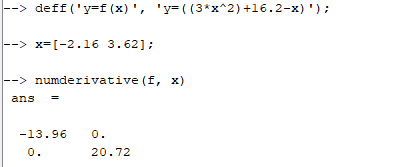 --> deff('y=f(x)', 'y=((3*x^2)+16.2-x)');
--> x=[-2.16 3.62];
--> numderivative(f, x)
ans =
-13.96 0.
0. 20.72